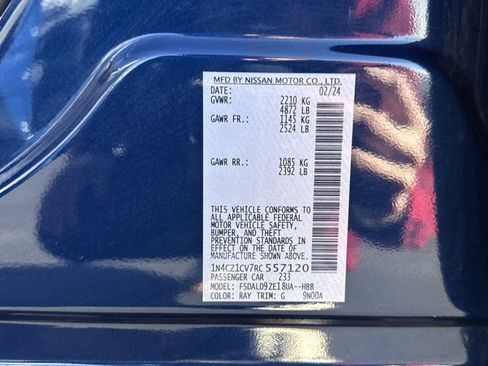 MFD BY NISSAN MOTOR CO., LTD.
DATE: 02/24
GVWR: 2210 KG
4872 LB
GAWR FR.: 1145 KG
2524 LB
GAWR RR.: 1085 KG
2392 LB
THIS VEHICLE CONFORMS TO
ALL APPLICABLE FEDERAL
MOTOR VEHICLE SAFETY,
BUMPER, AND THEFT
PREVENTION STANDARDS IN
EFFECT ON THE DATE OF
MANUFACTURE SHOWN ABOVE.
1N4CZ1CV7RC557120
PASSENGER CAR 233
MODEL: FSDALD9ZE18UA--HBB
COLOR: RAY TRIM: G 9N00A